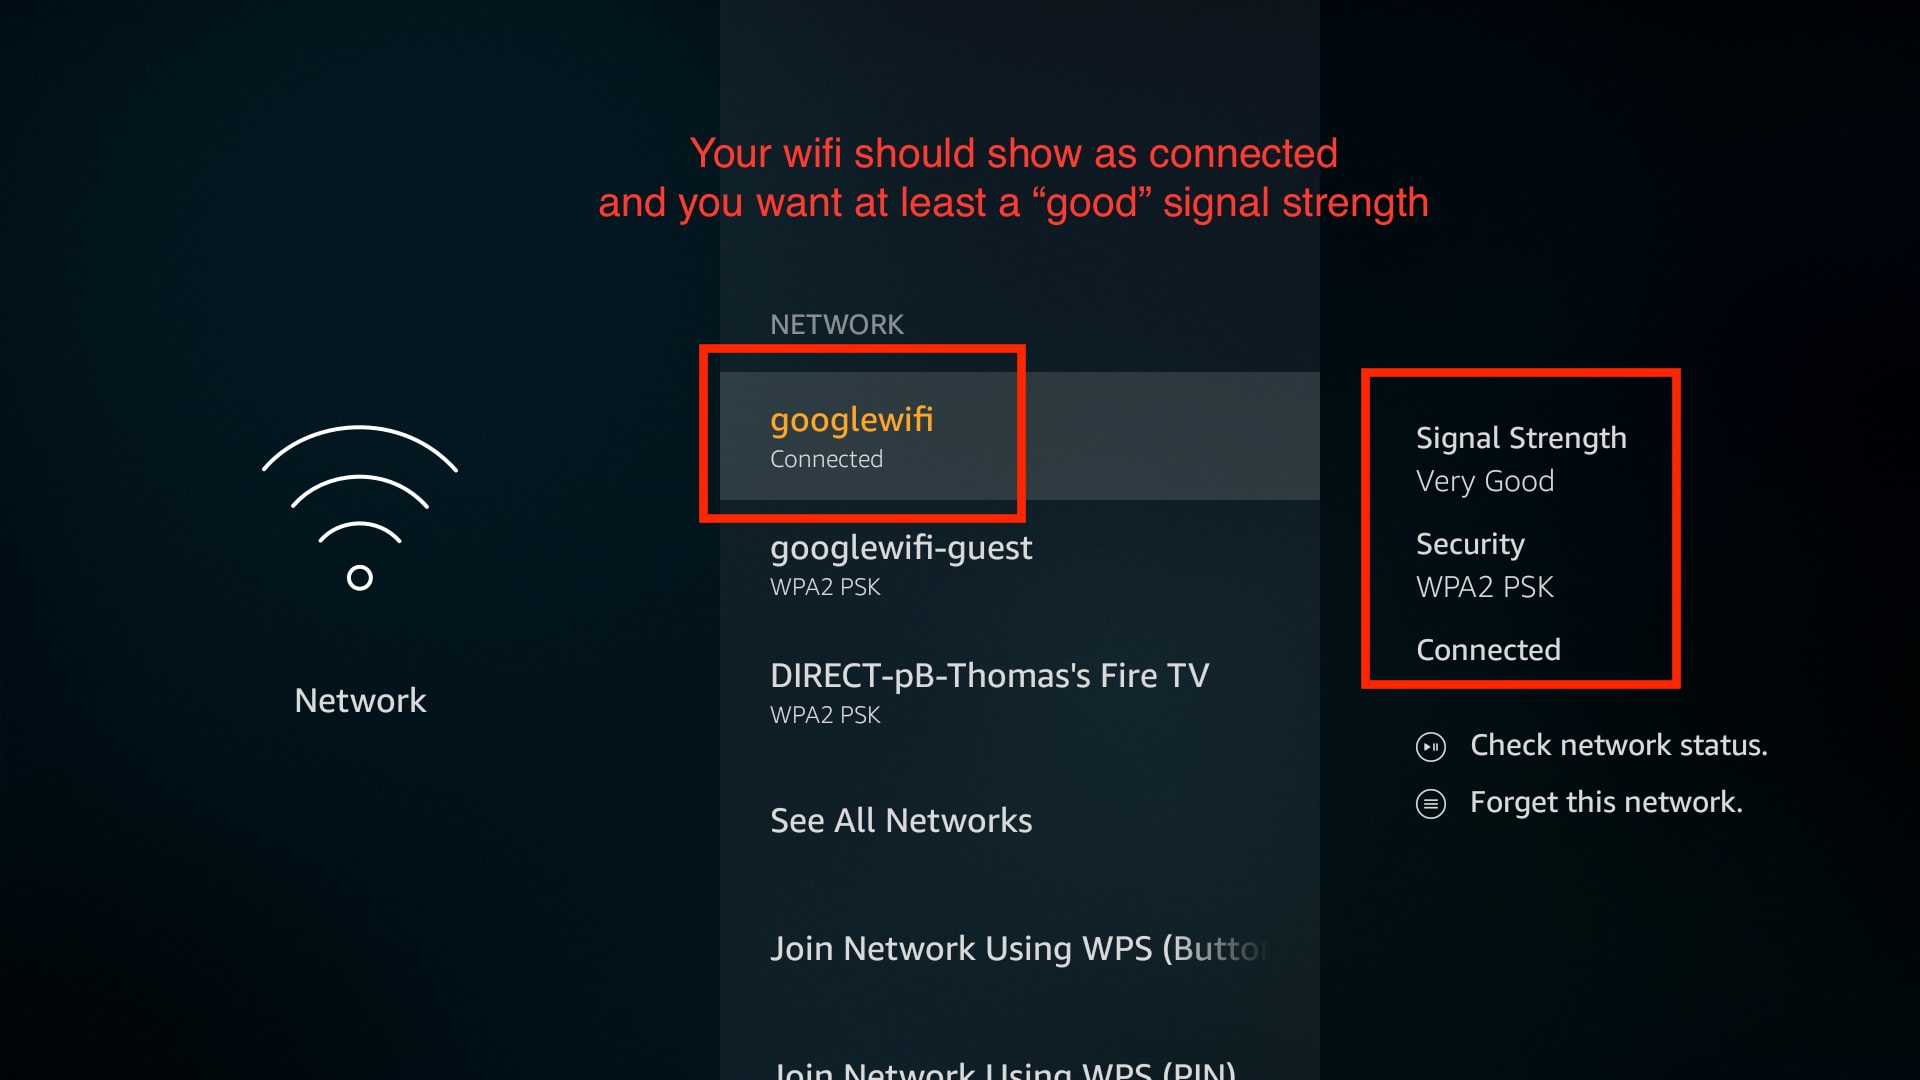 Your wifi should show as connected
and you want at least a “good” signal strength
NETWORK
googlewifi
Connected
googlewifi-guest
WPA2 PSK
DIRECT-pB-Thomas's Fire TV
WPA2 PSK
See All Networks
Join Network Using WPS (Button
Join Network Using WPS (PIN)
Network
Signal Strength
Very Good
Security
WPA2 PSK
Connected
Check network status.
Forget this network.